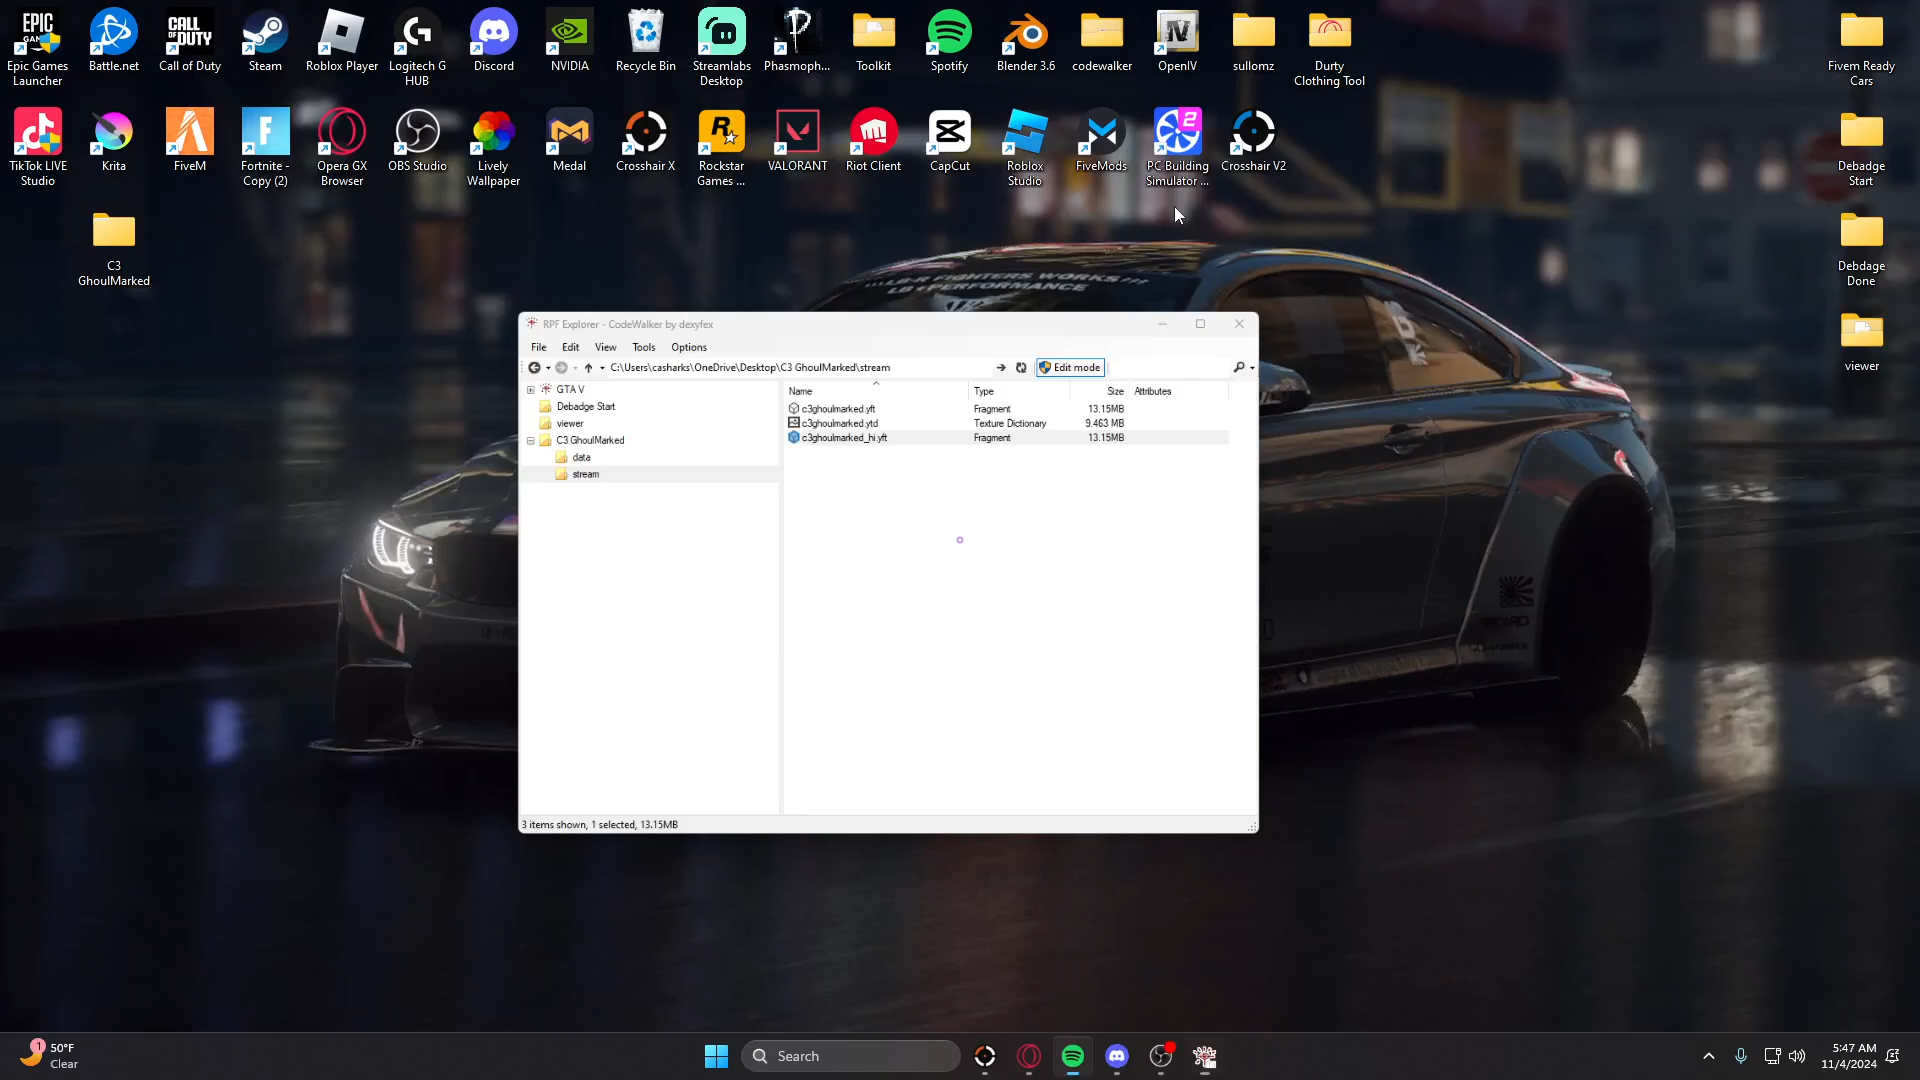 Epic Games
Launcher
Battle.net
Call of Duty
Steam
Roblox Player
Logitech G
HUB
Discord
NVIDIA
Recycle Bin
Streamlabs
Desktop
Phasmoph...
Toolkit
Spotify
Blender 3.6
codewalker
OpenIV
sullomz
Durty
Clothing Tool
Fivem Ready
Cars
TikTok LIVE
Studio
Krita
FiveM
Fortnite -
Copy (2)
Opera GX
Browser
OBS Studio
Lively
Wallpaper
Medal
Crosshair X
Rockstar
Games ...
VALORANT
Riot Client
CapCut
Roblox
Studio
FiveMods
PC Building
Simulator ...
Crosshair V2
Debadge
Start
C3
GhoulMarked
Debdage
Done
viewer
RPF Explorer - CodeWalker by dexyfex
File Edit View Tools Options
C:\Users\casharks\OneDrive\Desktop\C3 GhoulMarked\stream
Edit mode
GTA V
Debadge Start
viewer
C3 GhoulMarked
data
stream
Name Type Size Attributes
c3ghoulmarked.yft Fragment 13.15MB
c3ghoulmarked.ytd Texture Dictionary 9.463 MB
c3ghoulmarked_hi.yft Fragment 13.15MB
3 items shown, 1 selected, 13.15MB
1
50°F
Clear
Search
5:47 AM
11/4/2024